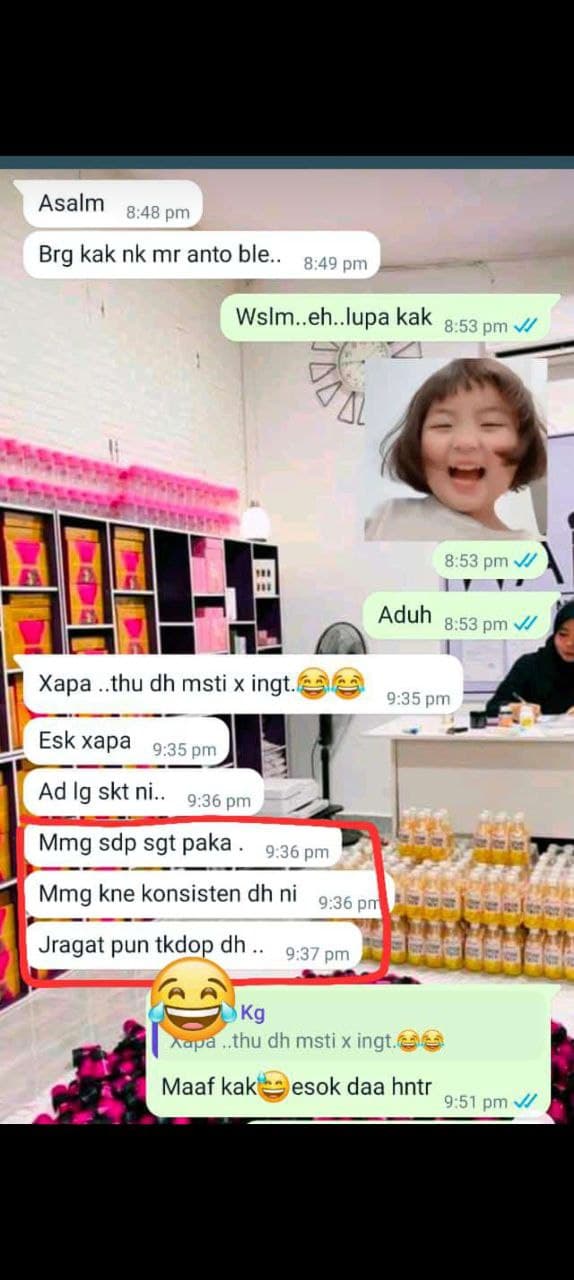 Asalm 8:48 pm
Brg kak nk mr anto ble.. 8:49 pm
Wslm..eh..lupa kak 8:53 pm
8:53 pm
Aduh 8:53 pm
Xapa ..thu dh msti x ingt.😂😂 9:35 pm
Esk xapa 9:35 pm
Ad lg skt ni.. 9:36 pm
Mmg sdp sgt paka . 9:36 pm
Mmg kne konsisten dh ni 9:36 pm
Jragat pun tkdop dh .. 9:37 pm
Kg
Xapa ..thu dh msti x ingt.😂😂
Maaf kak😅esok daa hntr 9:51 pm